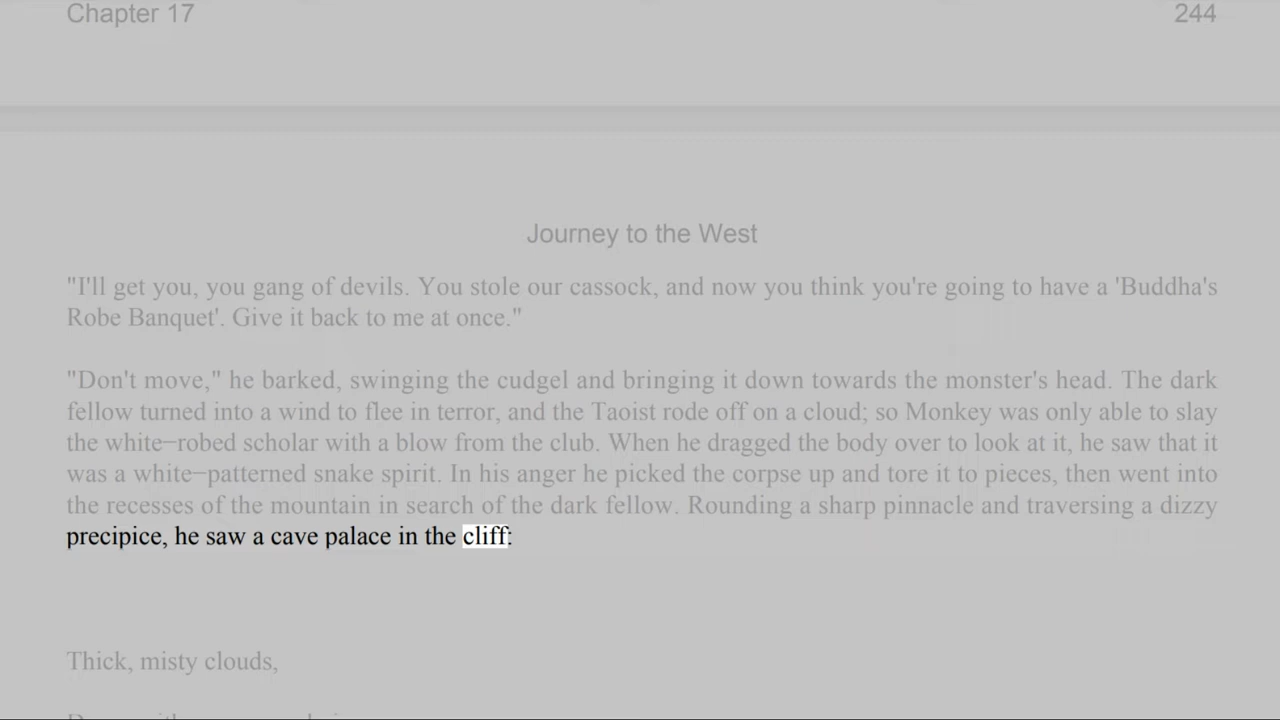 Chapter 17
244
Journey to the West
"I'll get you, you gang of devils. You stole our cassock, and now you think you're going to have a 'Buddha's
Robe Banquet'. Give it back to me at once."
"Don't move," he barked, swinging the cudgel and bringing it down towards the monster's head. The dark
fellow turned into a wind to flee in terror, and the Taoist rode off on a cloud; so Monkey was only able to slay
the white−robed scholar with a blow from the club. When he dragged the body over to look at it, he saw that it
was a white−patterned snake spirit. In his anger he picked the corpse up and tore it to pieces, then went into
the recesses of the mountain in search of the dark fellow. Rounding a sharp pinnacle and traversing a dizzy
precipice, he saw a cave palace in the cliff:
Thick, misty clouds,